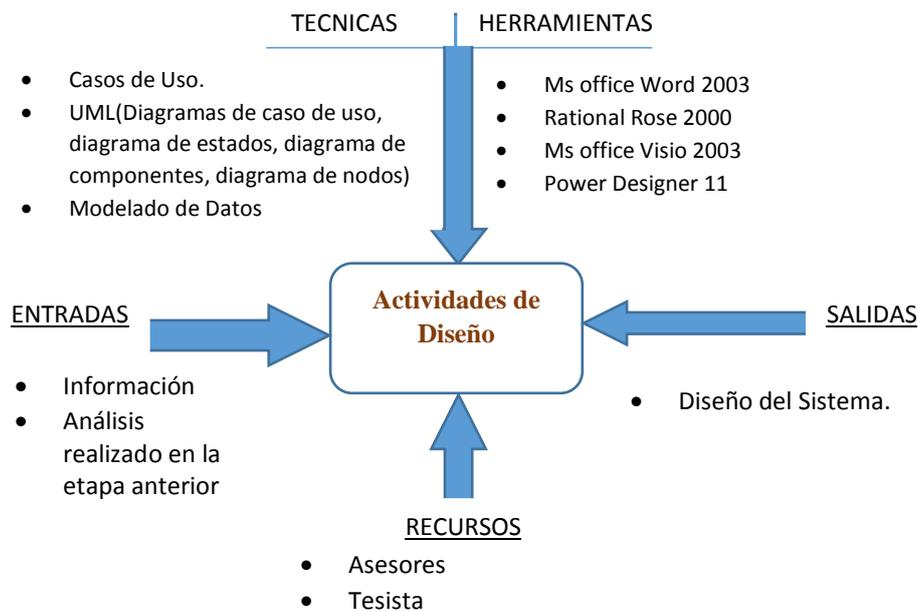 TECNICAS
HERRAMIENTAS
• Casos de Uso.
• UML(Diagramas de caso de uso,
diagrama de estados, diagrama de
componentes, diagrama de nodos)
• Modelado de Datos
• Ms office Word 2003
• Rational Rose 2000
• Ms office Visio 2003
• Power Designer 11
ENTRADAS
• Información
• Análisis
realizado en la
etapa anterior
Actividades de
Diseño
SALIDAS
• Diseño del Sistema.
RECURSOS
• Asesores
• Tesista